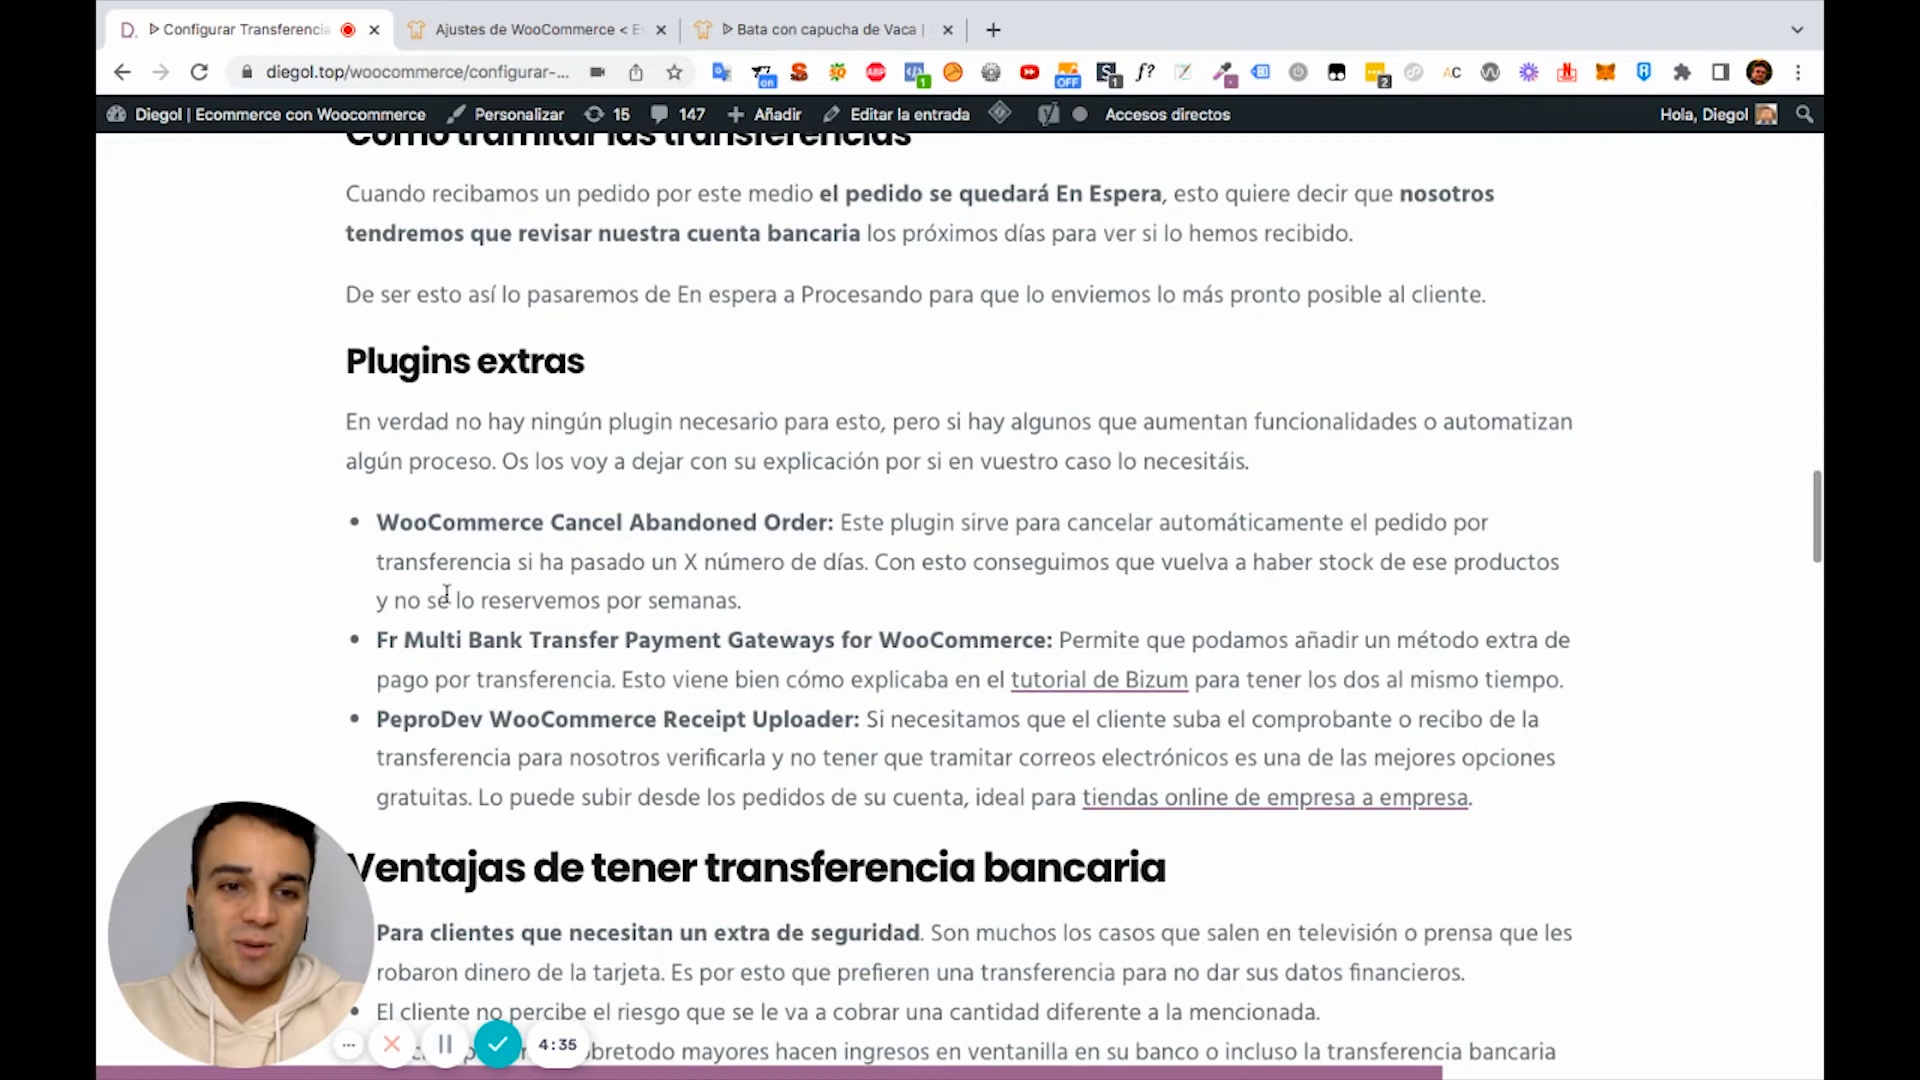 D. ᐅ Configurar Transferencia
Ajustes de WooCommerce < E
ᐅ Bata con capucha de Vaca |
diegol.top/woocommerce/configurar-...
on
ABP
1
OFF
1
f?
2
AC
Diegol | Ecommerce con Woocommerce
Personalizar
15
147
Añadir
Editar la entrada
Accesos directos
Hola, Diegol
Cómo tramitar las transferencias
Cuando recibamos un pedido por este medio el pedido se quedará En Espera, esto quiere decir que nosotros
tendremos que revisar nuestra cuenta bancaria los próximos días para ver si lo hemos recibido.
De ser esto así lo pasaremos de En espera a Procesando para que lo enviemos lo más pronto posible al cliente.
Plugins extras
En verdad no hay ningún plugin necesario para esto, pero si hay algunos que aumentan funcionalidades o automatizan
algún proceso. Os los voy a dejar con su explicación por si en vuestro caso lo necesitáis.
• WooCommerce Cancel Abandoned Order: Este plugin sirve para cancelar automáticamente el pedido por
transferencia si ha pasado un X número de días. Con esto conseguimos que vuelva a haber stock de ese productos
y no se lo reservemos por semanas.
• Fr Multi Bank Transfer Payment Gateways for WooCommerce: Permite que podamos añadir un método extra de
pago por transferencia. Esto viene bien cómo explicaba en el tutorial de Bizum para tener los dos al mismo tiempo.
• PeproDev WooCommerce Receipt Uploader: Si necesitamos que el cliente suba el comprobante o recibo de la
transferencia para nosotros verificarla y no tener que tramitar correos electrónicos es una de las mejores opciones
gratuitas. Lo puede subir desde los pedidos de su cuenta, ideal para tiendas online de empresa a empresa.
Ventajas de tener transferencia bancaria
Para clientes que necesitan un extra de seguridad. Son muchos los casos que salen en televisión o prensa que les
robaron dinero de la tarjeta. Es por esto que prefieren una transferencia para no dar sus datos financieros.
• El cliente no percibe el riesgo que se le va a cobrar una cantidad diferente a la mencionada.
4:35
obretodo mayores hacen ingresos en ventanilla en su banco o incluso la transferencia bancaria